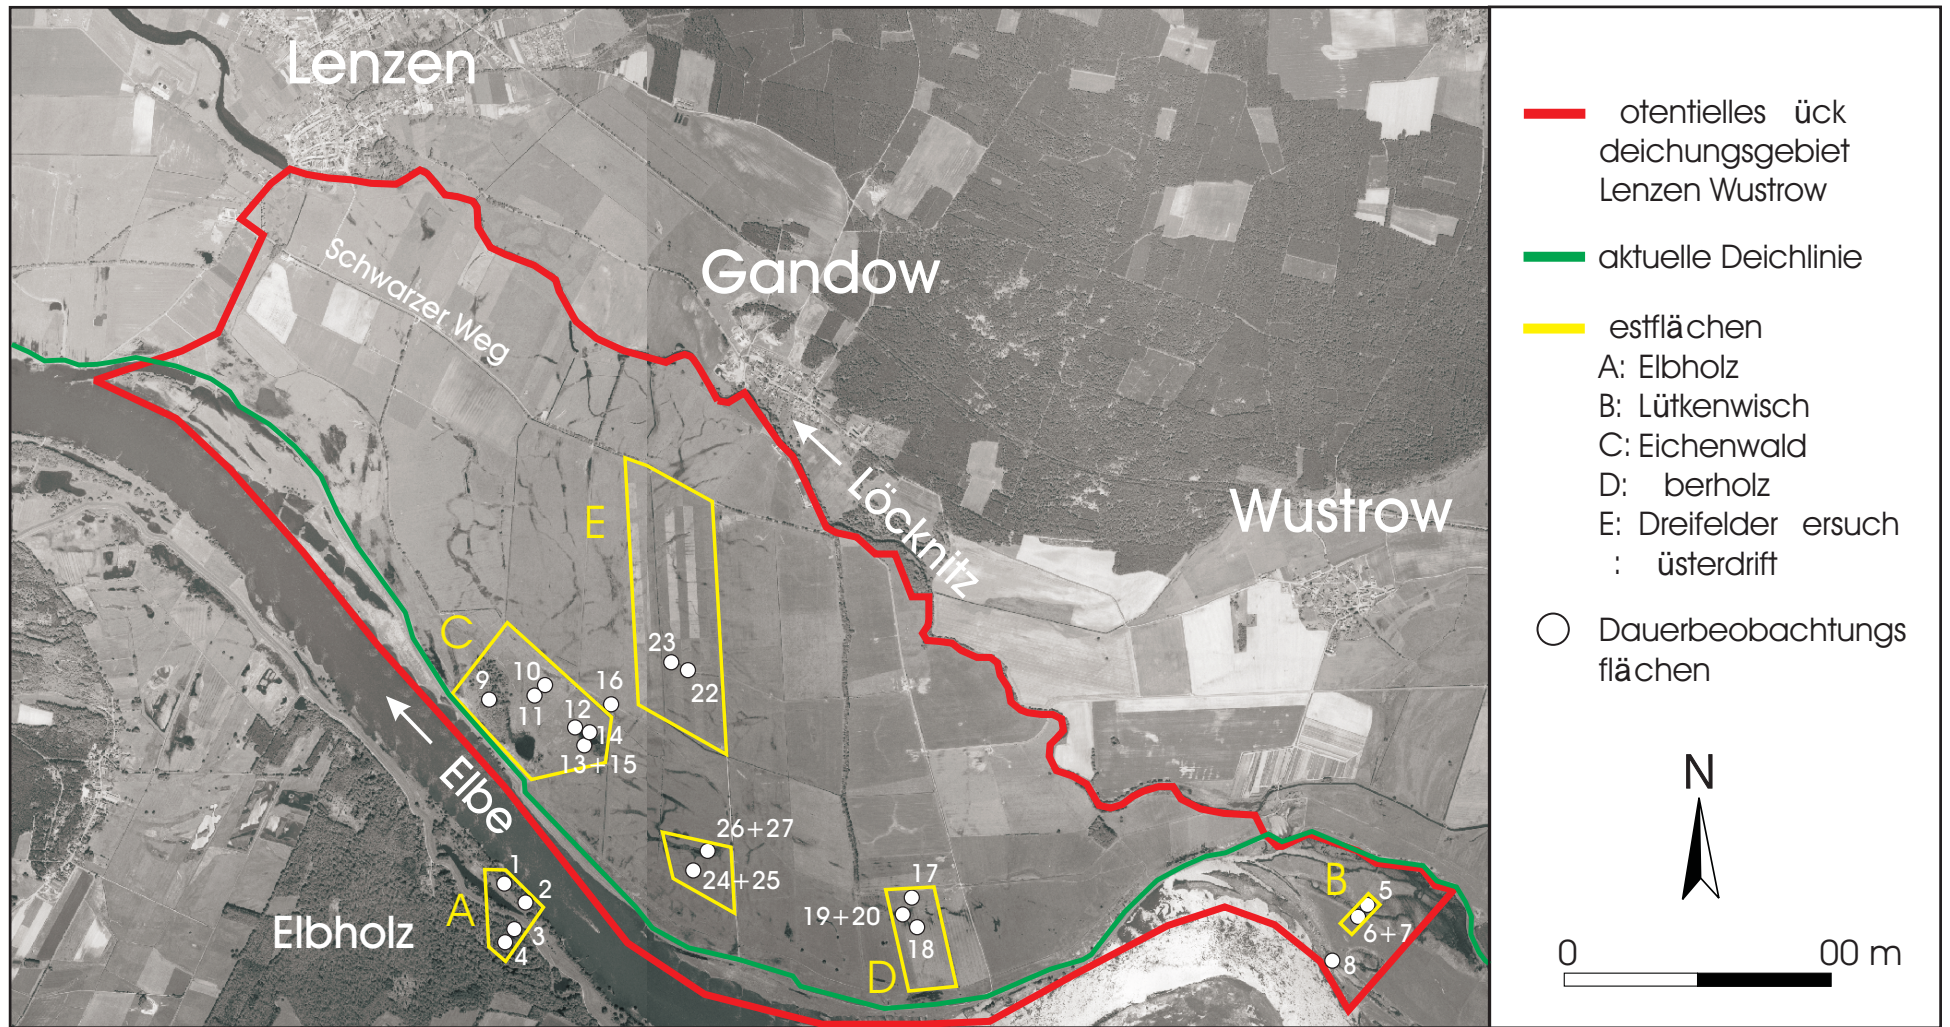 Lenzen
Schwarzer Weg
Gandow
Löcknitz
Wustrow
E
C
23
22
10
9
11
16
12
14
13+15
Elbe
26+27
24+25
1
2
A
3
4
Elbholz
17
19+20
18
D
B
5
6+7
8
otentielles ück
deichungsgebiet
Lenzen Wustrow
aktuelle Deichlinie
estflächen
A: Elbholz
B: Lütkenwisch
C: Eichenwald
D: berholz
E: Dreifelder ersuch
: üsterdrift
Dauerbeobachtungs
flächen
N
0 00 m